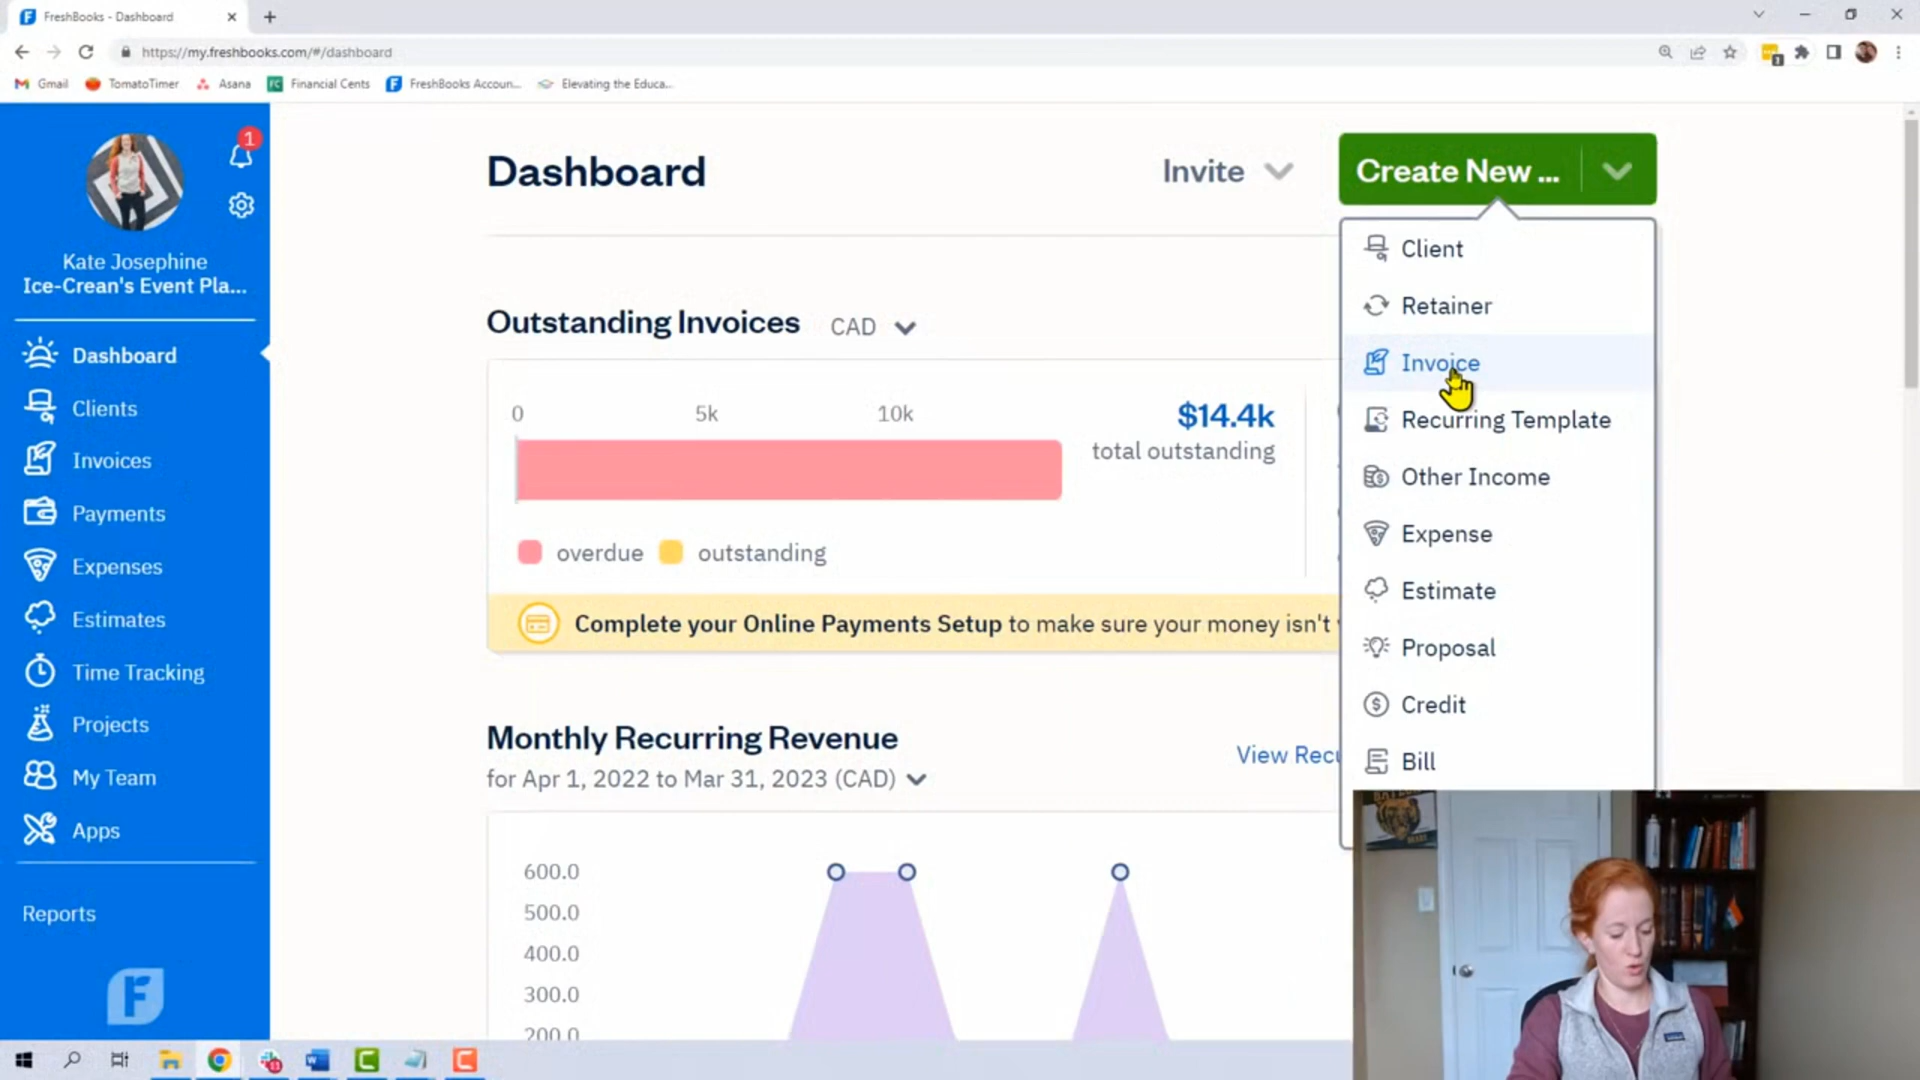 FreshBooks - Dashboard
https://my.freshbooks.com/#/dashboard
Gmail
TomatoTimer
Asana
FC
Financial Cents
FreshBooks Accoun...
Elevating the Educa...
1
Kate Josephine
Ice-Crean's Event Pla...
Dashboard
Clients
Invoices
Payments
Expenses
Estimates
Time Tracking
Projects
My Team
Apps
Reports
Dashboard
Invite
Create New ...
Client
Retainer
Invoice
Recurring Template
Other Income
Expense
Estimate
Proposal
Credit
Bill
Outstanding Invoices CAD
0 5k 10k
$14.4k
total outstanding
overdue outstanding
Complete your Online Payments Setup to make sure your money isn't
Monthly Recurring Revenue
View Recu
for Apr 1, 2022 to Mar 31, 2023 (CAD)
600.0
500.0
400.0
300.0
200.0